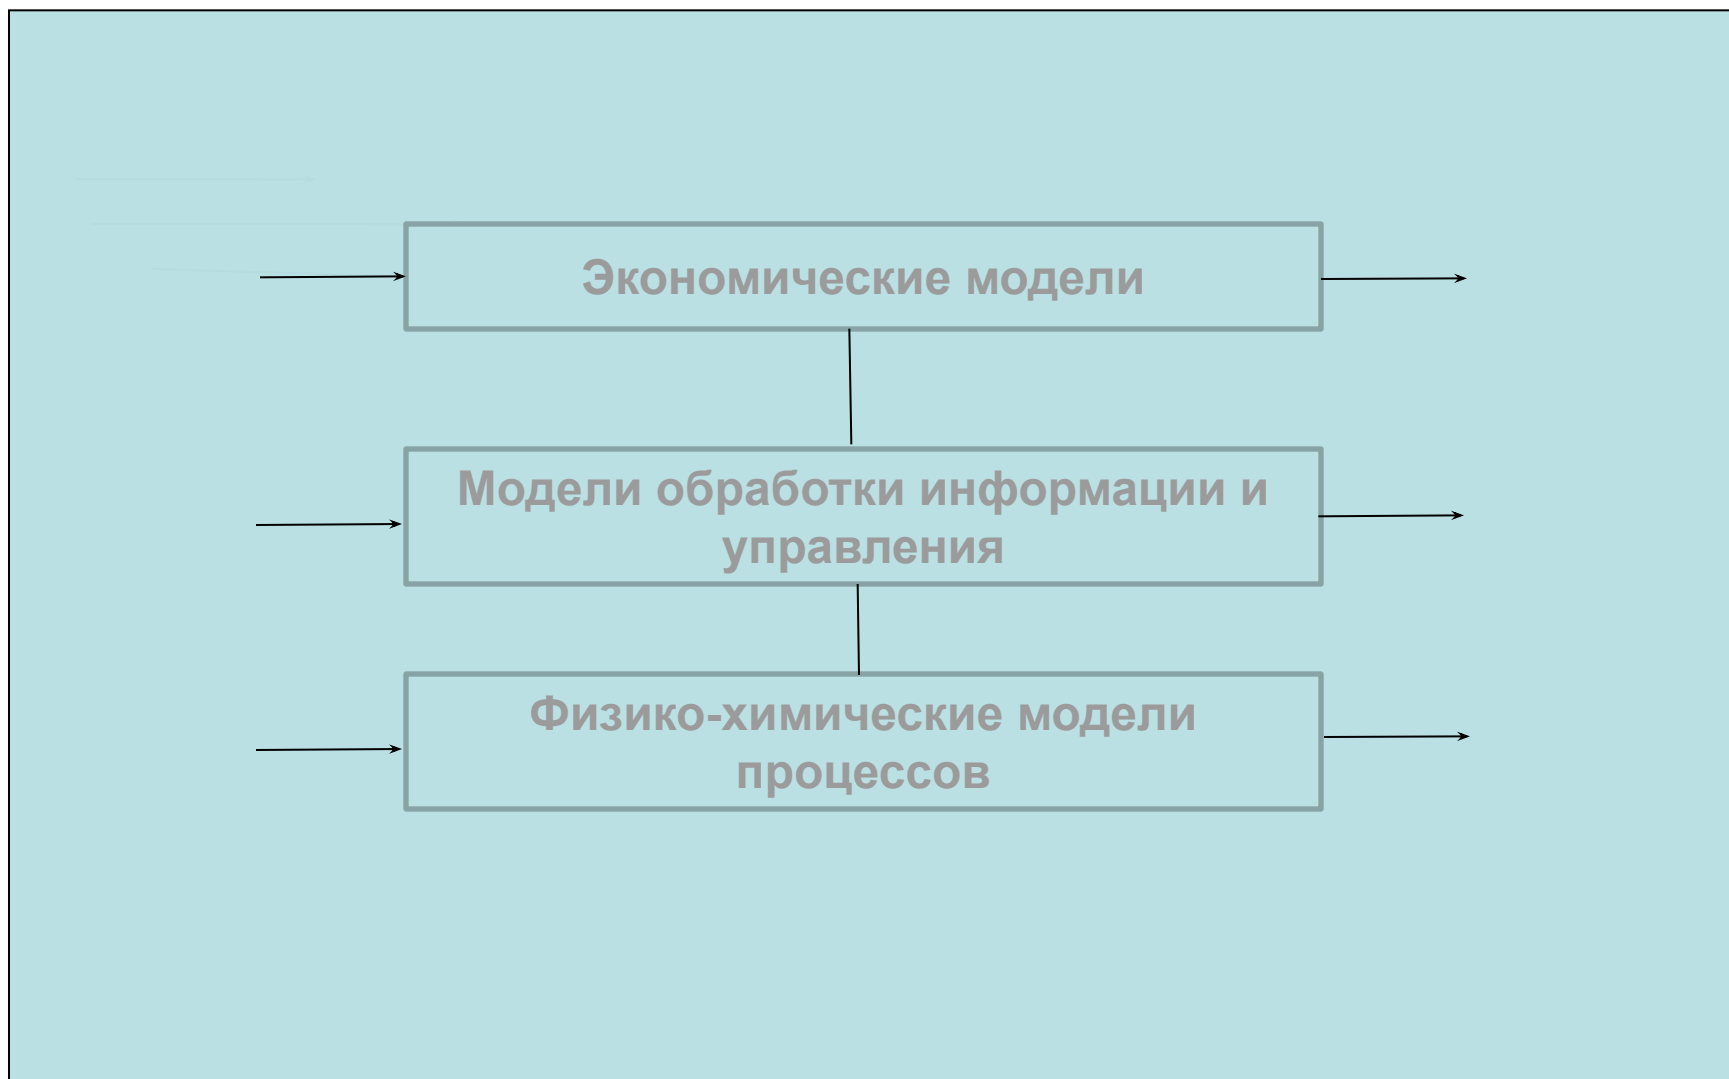 Экономические модели
Модели обработки информации и
управления
Физико-химические модели
процессов